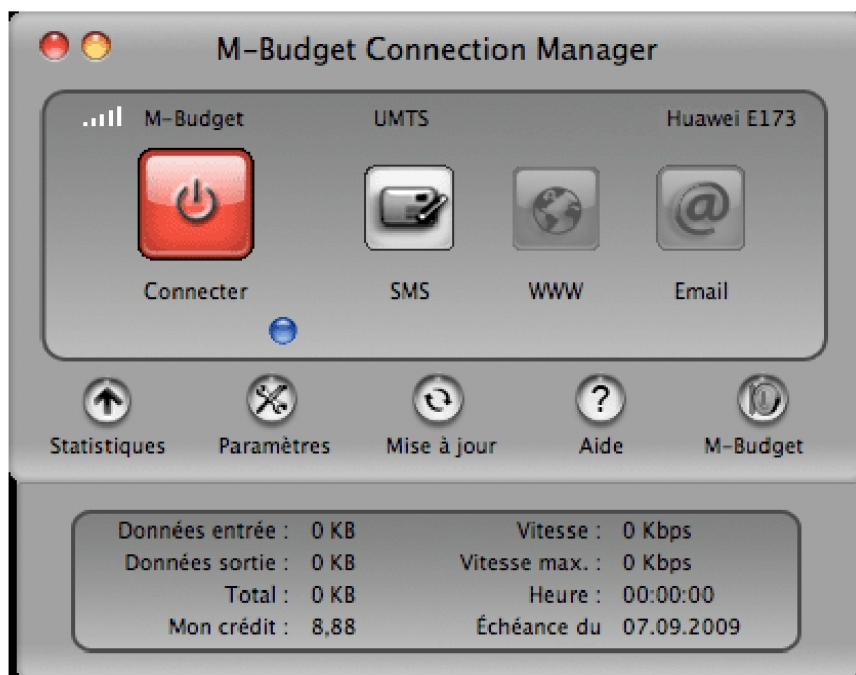 M-Budget Connection Manager
M-Budget UMTS Huawei E173
Connecter SMS WWW Email
Statistiques Paramètres Mise à jour Aide M-Budget
Données entrée : 0 KB Vitesse : 0 Kbps
Données sortie : 0 KB Vitesse max. : 0 Kbps
Total : 0 KB Heure : 00:00:00
Mon crédit : 8,88 Échéance du 07.09.2009